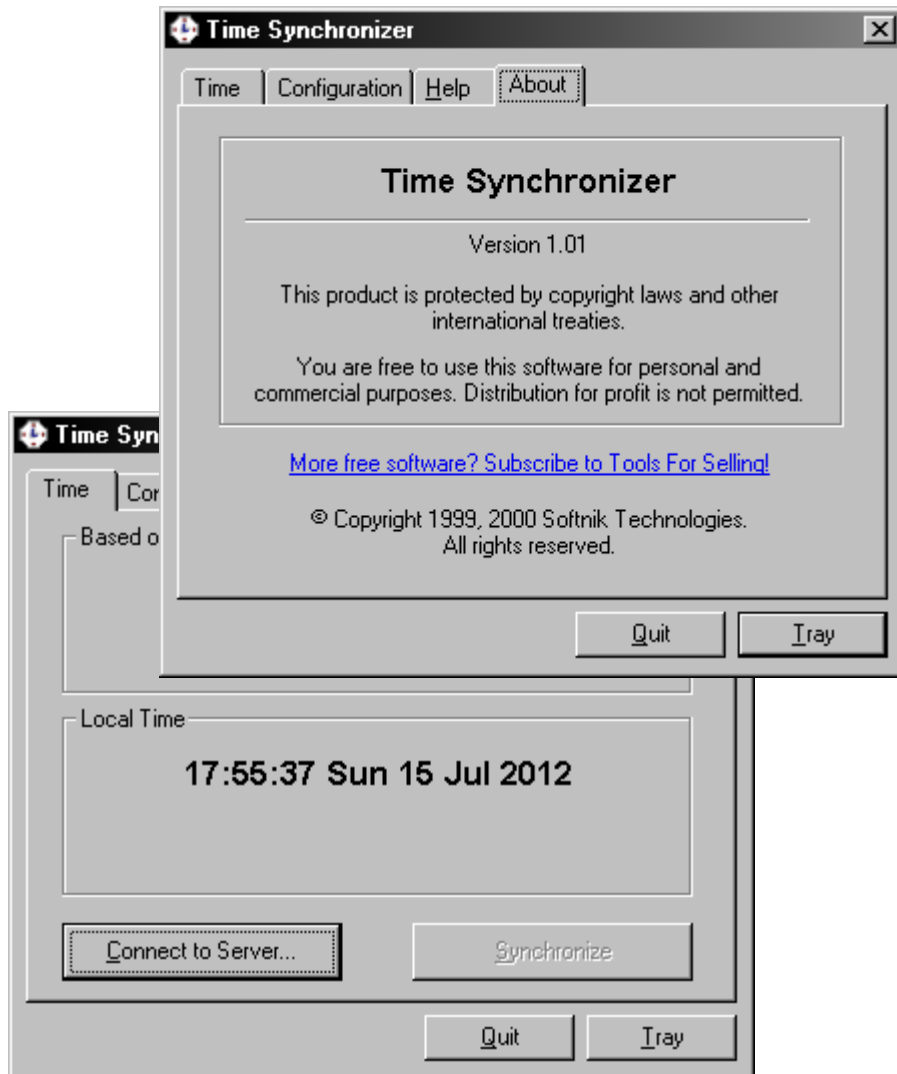 Time Synchronizer
Time Configuration Help About
Time Synchronizer
Version 1.01
This product is protected by copyright laws and other
international treaties.
You are free to use this software for personal and
commercial purposes. Distribution for profit is not permitted.
More free software? Subscribe to Tools For Selling!
© Copyright 1999, 2000 Softnik Technologies.
All rights reserved.
Quit Tray
Time Syn
Time Cor
Based o
Local Time
17:55:37 Sun 15 Jul 2012
Connect to Server... Synchronize
Quit Tray